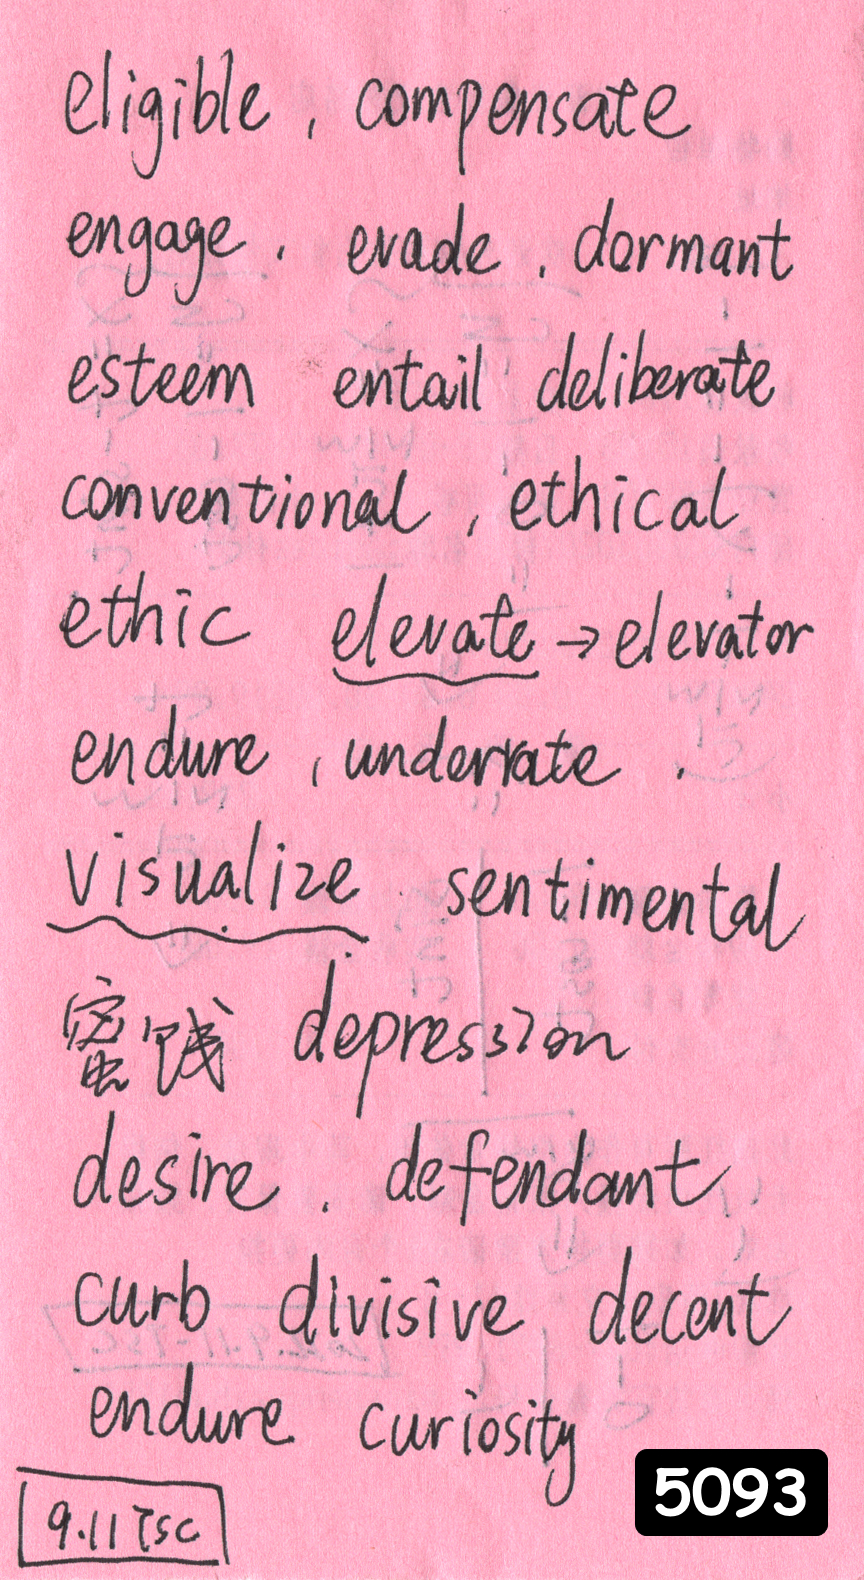 eligible , compensate
engage . evade . dormant
esteem entail deliberate
conventional , ethical
ethic elevate → elevator
endure , underrate .
visualize . sentimental
蜜饯 depression
desire . defendant
curb divisive decent
endure curiosity
9.11 TSC
5093